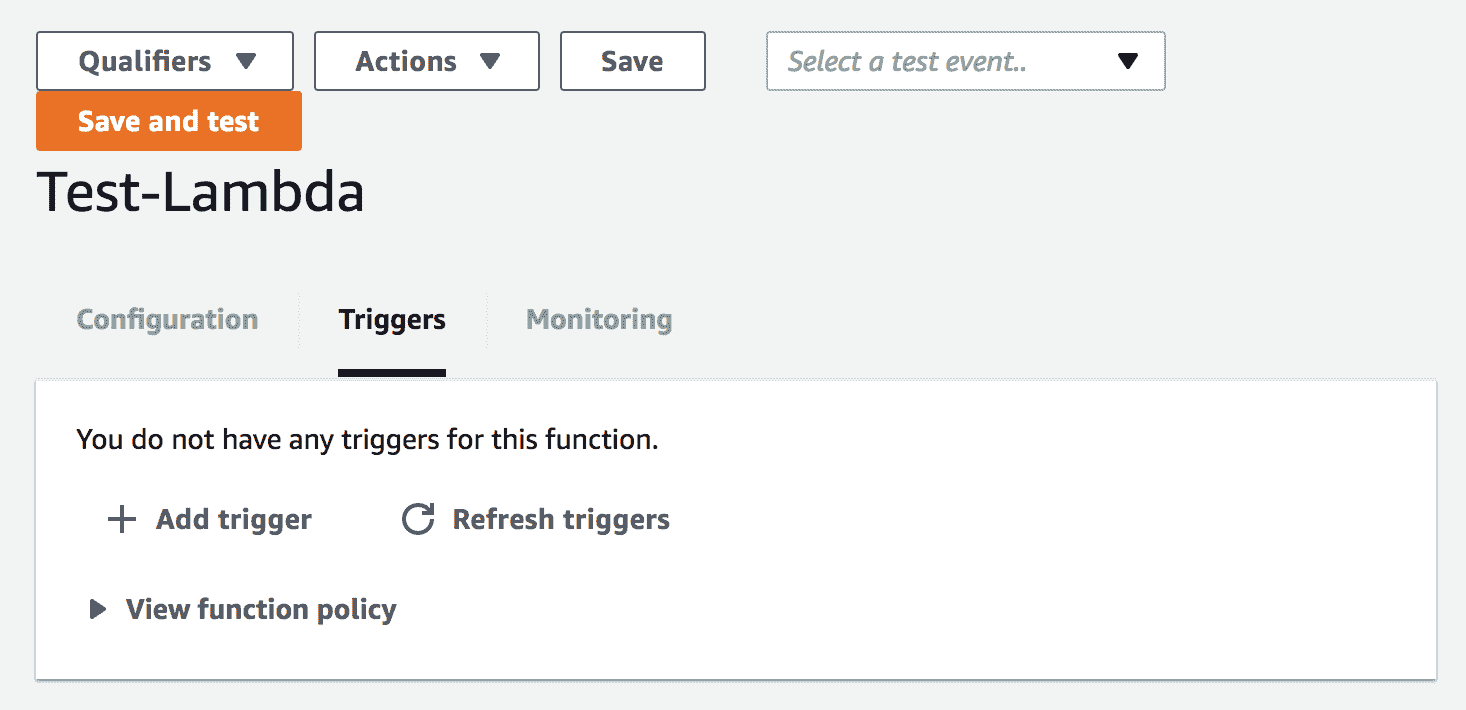 Qualifiers Actions Save Select a test event..
Save and test
Test-Lambda
Configuration Triggers Monitoring
You do not have any triggers for this function.
Add trigger Refresh triggers
View function policy